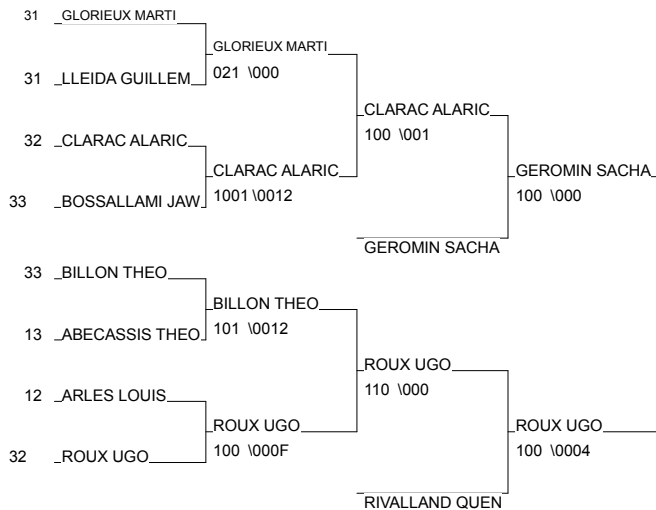 31 GLORIEUX MARTI
GLORIEUX MARTI
021 \000
31 LLEIDA GUILLEM
CLARAC ALARIC
100 \001
32 CLARAC ALARIC
CLARAC ALARIC
1001 \0012
GEROMIN SACHA
100 \000
33 BOSSALLAMI JAW
GEROMIN SACHA
33 BILLON THEO
BILLON THEO
101 \0012
13 ABECASSIS THEO
ROUX UGO
110 \000
12 ARLES LOUIS
ROUX UGO
100 \000F
ROUX UGO
100 \0004
32 ROUX UGO
RIVALLAND QUEN